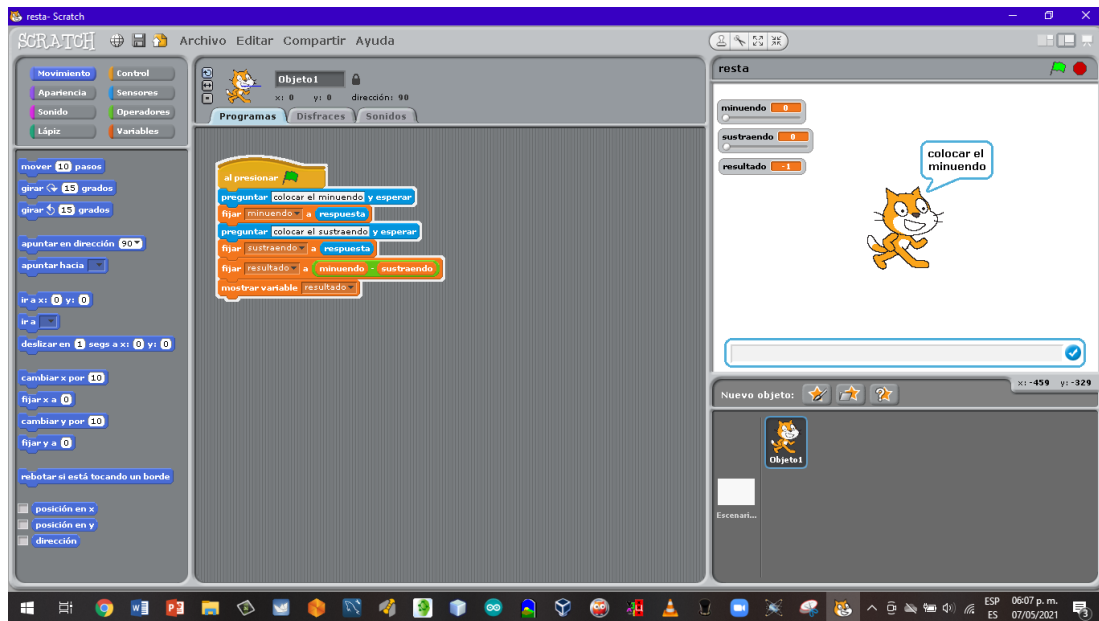 resta- Scratch
SCRATCH Archivo Editar Compartir Ayuda
Movimiento Control
Apariencia Sensores
Sonido Operadores
Lápiz Variables
mover 10 pasos
girar 15 grados
girar 15 grados
apuntar en dirección 90
apuntar hacia
ir a x: 0 y: 0
ir a
deslizar en 1 segs a x: 0 y: 0
cambiar x por 10
fijar x a 0
cambiar y por 10
fijar y a 0
rebotar si está tocando un borde
posición en x
posición en y
dirección
Objeto1
x: 0 y: 0 dirección: 90
Programas Disfraces Sonidos
al presionar
preguntar colocar el minuendo y esperar
fijar minuendo a respuesta
preguntar colocar el sustraendo y esperar
fijar sustraendo a respuesta
fijar resultado a minuendo - sustraendo
mostrar variable resultado
resta
minuendo 0
sustraendo 0
resultado -1
colocar el
minuendo
x: -459 y: -329
Nuevo objeto:
Objeto1
Escenari...
ESP 06:07 p. m.
ES 07/05/2021
3